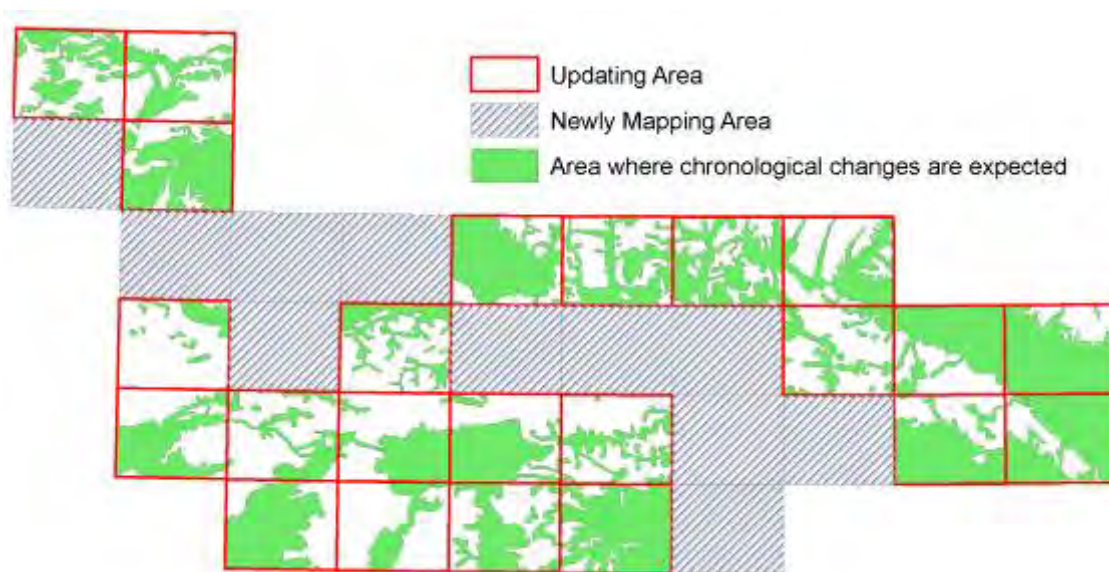 Updating Area
Newly Mapping Area
Area where chronological changes are expected